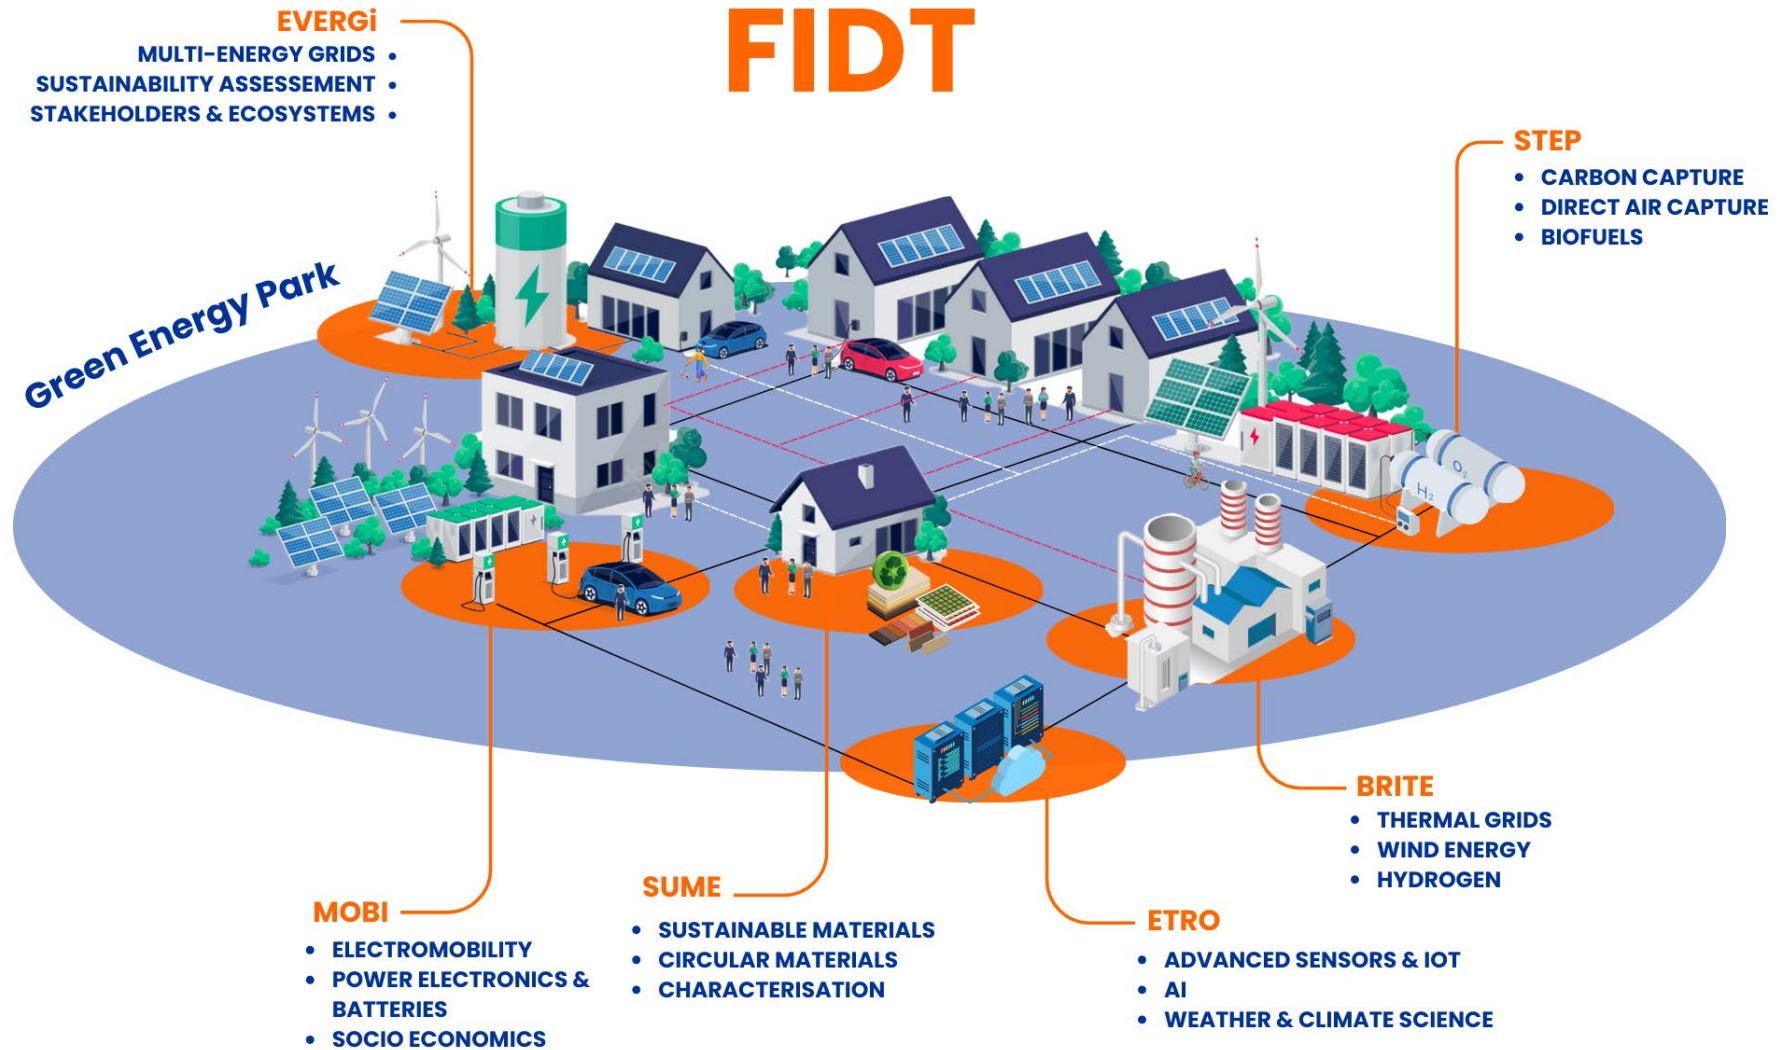 FIDT
EVERGi
MULTI-ENERGY GRIDS •
SUSTAINABILITY ASSESSEMENT •
STAKEHOLDERS & ECOSYSTEMS •
STEP
• CARBON CAPTURE
• DIRECT AIR CAPTURE
• BIOFUELS
Green Energy Park
O₂
H₂
BRITE
• THERMAL GRIDS
• WIND ENERGY
• HYDROGEN
MOBI
• ELECTROMOBILITY
• POWER ELECTRONICS &
BATTERIES
• SOCIO ECONOMICS
SUME
• SUSTAINABLE MATERIALS
• CIRCULAR MATERIALS
• CHARACTERISATION
ETRO
• ADVANCED SENSORS & IOT
• AI
• WEATHER & CLIMATE SCIENCE